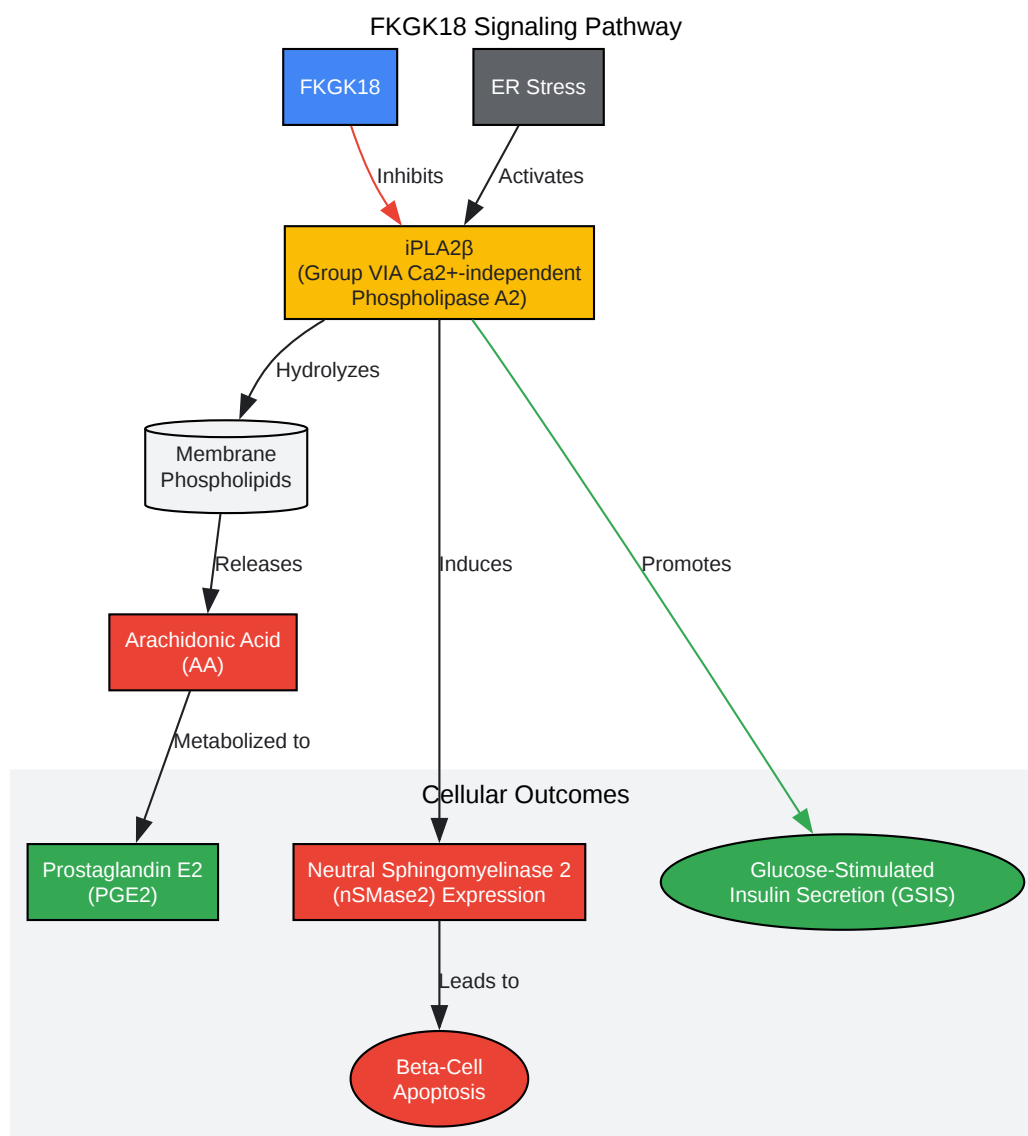 FKGK18 Signaling Pathway
FKGK18
ER Stress
Inhibits
Activates
iPLA2β
(Group VIA Ca2+-independent
Phospholipase A2)
Hydrolyzes
Membrane
Phospholipids
Releases
Induces
Promotes
Arachidonic Acid
(AA)
Metabolized to
Cellular Outcomes
Prostaglandin E2
(PGE2)
Neutral Sphingomyelinase 2
(nSMase2) Expression
Glucose-Stimulated
Insulin Secretion (GSIS)
Leads to
Beta-Cell
Apoptosis